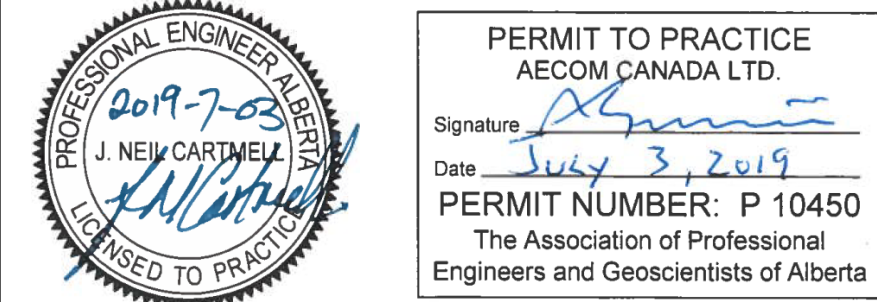 PROFESSIONAL ENGINEER ALBERTA
2019-7-03
J. NEIL CARTMELL
LICENSED TO PRACTICE
PERMIT TO PRACTICE
AECOM CANADA LTD.
Signature
Date July 3, 2019
PERMIT NUMBER: P 10450
The Association of Professional
Engineers and Geoscientists of Alberta